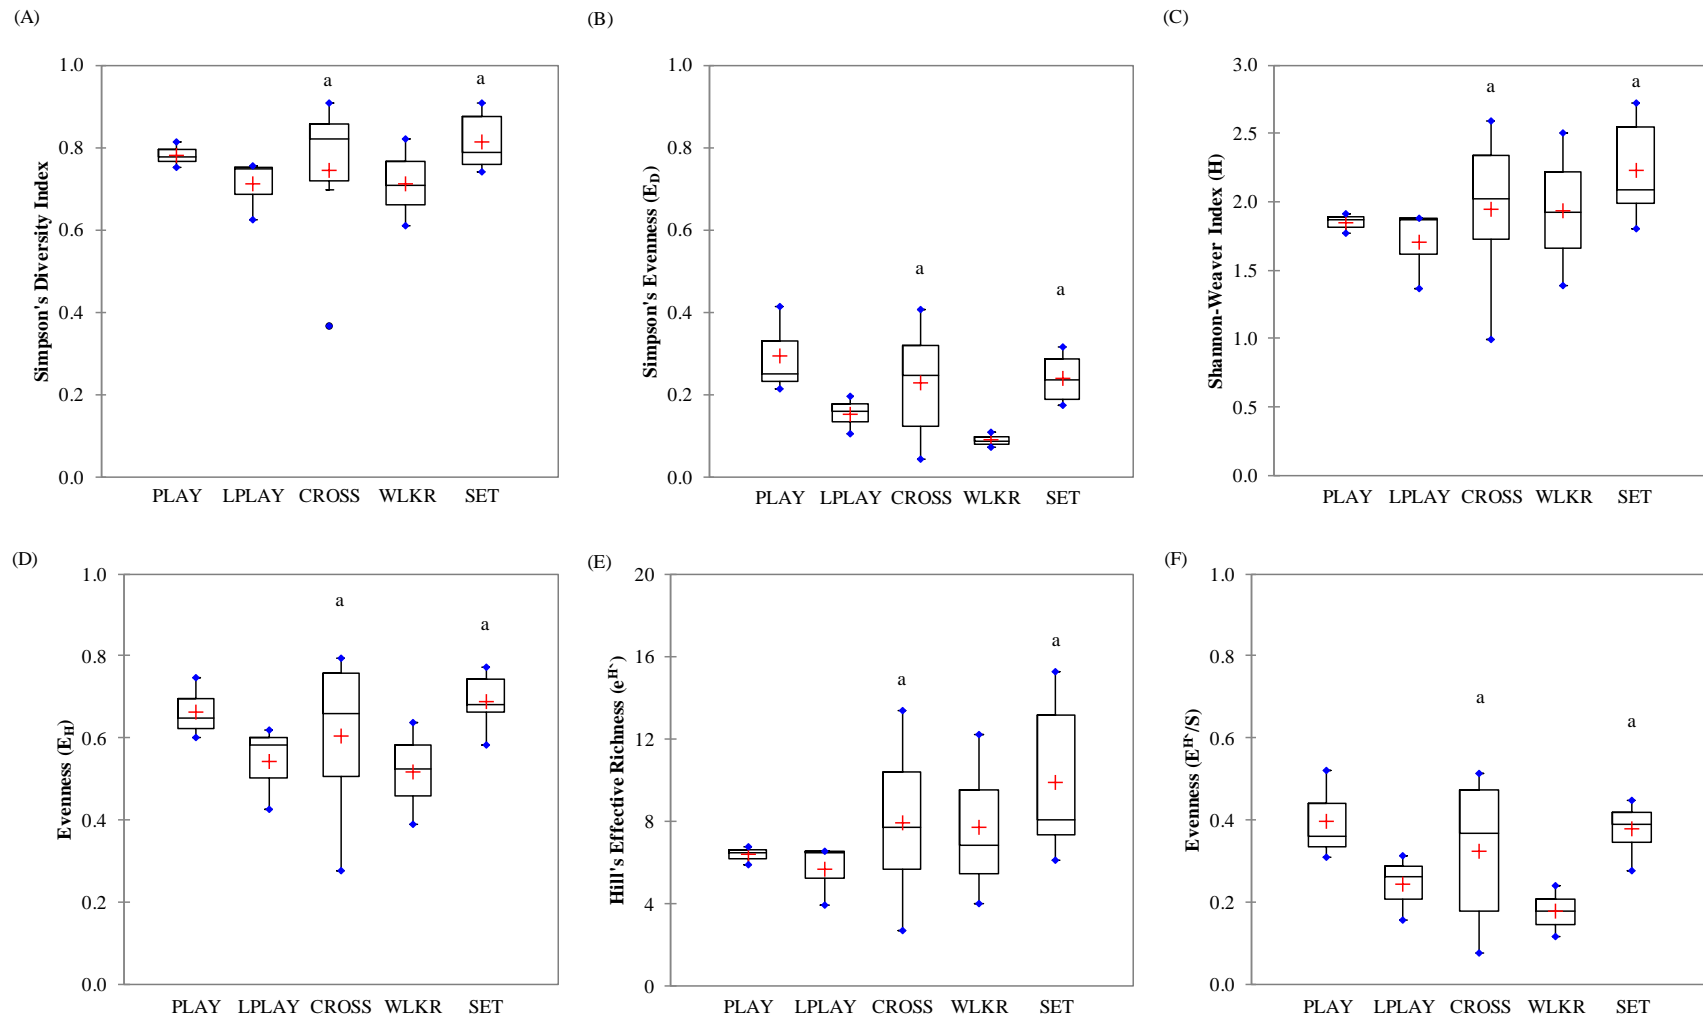 (A)
(B)
(C)
Simpson's Diversity Index
1.0
0.8
0.6
0.4
0.2
0.0
a
a
PLAY LPLAY CROSS WLKR SET
Simpson's Evenness (E_D)
1.0
0.8
0.6
0.4
0.2
0.0
a
a
PLAY LPLAY CROSS WLKR SET
Shannon-Weaver Index (H)
3.0
2.5
2.0
1.5
1.0
0.5
0.0
a
a
PLAY LPLAY CROSS WLKR SET
(D)
(E)
(F)
Evenness (E_H)
1.0
0.8
0.6
0.4
0.2
0.0
a
a
PLAY LPLAY CROSS WLKR SET
Hill's Effective Richness (e^H`)
20
16
12
8
4
0
a
a
PLAY LPLAY CROSS WLKR SET
Evenness (E^H`/S)
1.0
0.8
0.6
0.4
0.2
0.0
a
a
PLAY LPLAY CROSS WLKR SET